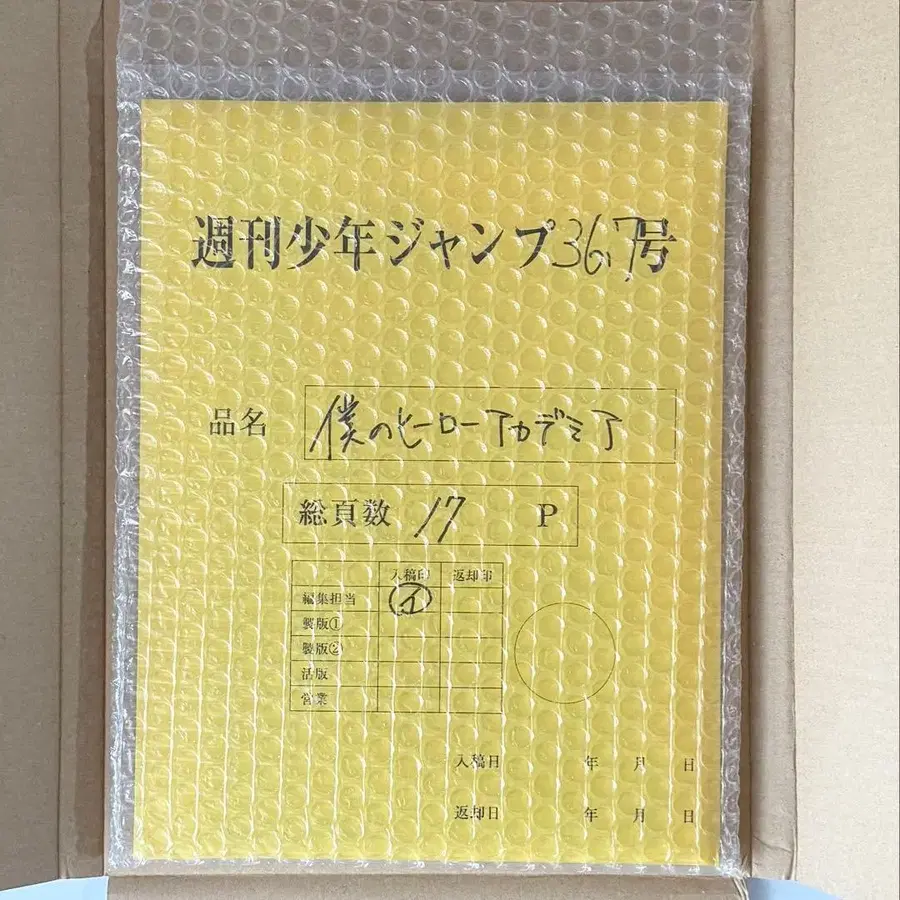 週刊少年ジャンプ36.7号
品名 僕のヒーローアカデミア
総頁数 17 P
入稿印 返却印
編集担当 イ
製版①
製版②
活版
営業
入稿日 年 月 日
返却日 年 月 日